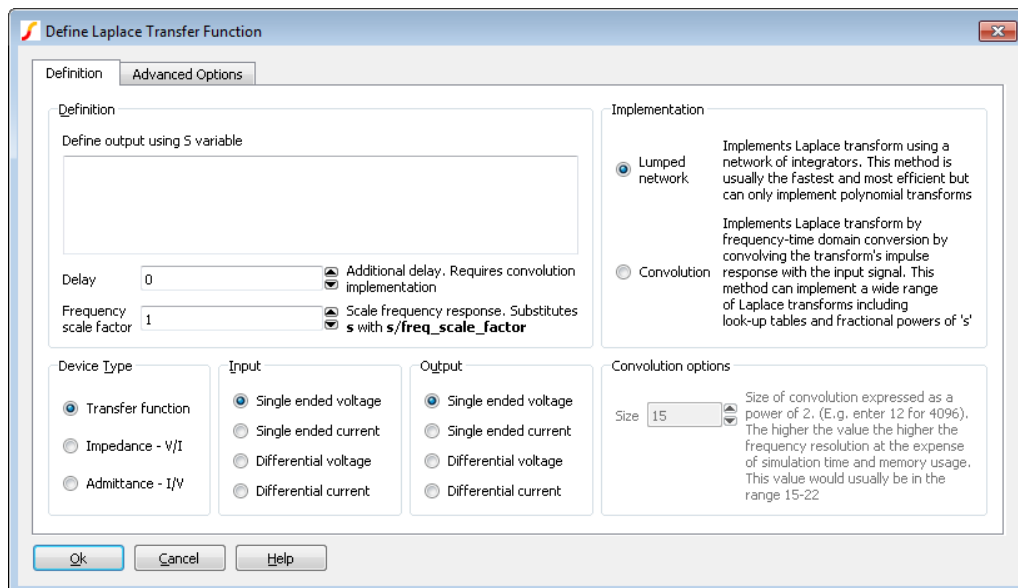 Define Laplace Transfer Function
Definition
Advanced Options
Definition
Define output using S variable
Delay
0
Additional delay. Requires convolution
implementation
Frequency
scale factor
1
Scale frequency response. Substitutes
s with s/freq_scale_factor
Implementation
Lumped
network
Implements Laplace transform using a
network of integrators. This method is
usually the fastest and most efficient but
can only implement polynomial transforms
Convolution
Implements Laplace transform by
frequency-time domain conversion by
convolving the transform's impulse
response with the input signal. This
method can implement a wide range
of Laplace transforms including
look-up tables and fractional powers of 's'
Device Type
Transfer function
Impedance - V/I
Admittance - I/V
Input
Single ended voltage
Single ended current
Differential voltage
Differential current
Output
Single ended voltage
Single ended current
Differential voltage
Differential current
Convolution options
Size
15
Size of convolution expressed as a
power of 2. (E.g. enter 12 for 4096).
The higher the value the higher the
frequency resolution at the expense
of simulation time and memory usage.
This value would usually be in the
range 15-22
Ok
Cancel
Help